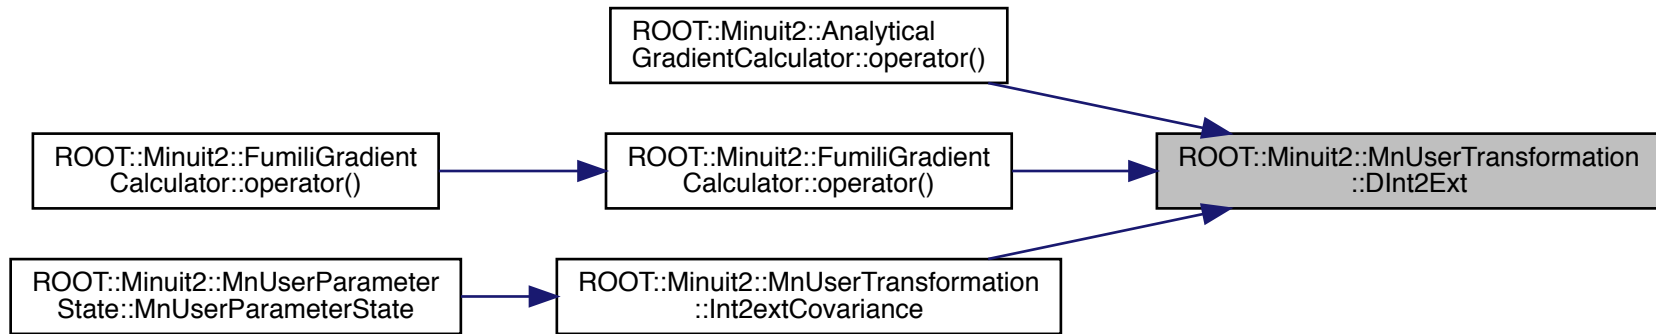 ROOT::Minuit2::Analytical
GradientCalculator::operator()
ROOT::Minuit2::FumiliGradient
Calculator::operator()
ROOT::Minuit2::FumiliGradient
Calculator::operator()
ROOT::Minuit2::MnUserTransformation
::DInt2Ext
ROOT::Minuit2::MnUserParameter
State::MnUserParameterState
ROOT::Minuit2::MnUserTransformation
::Int2extCovariance